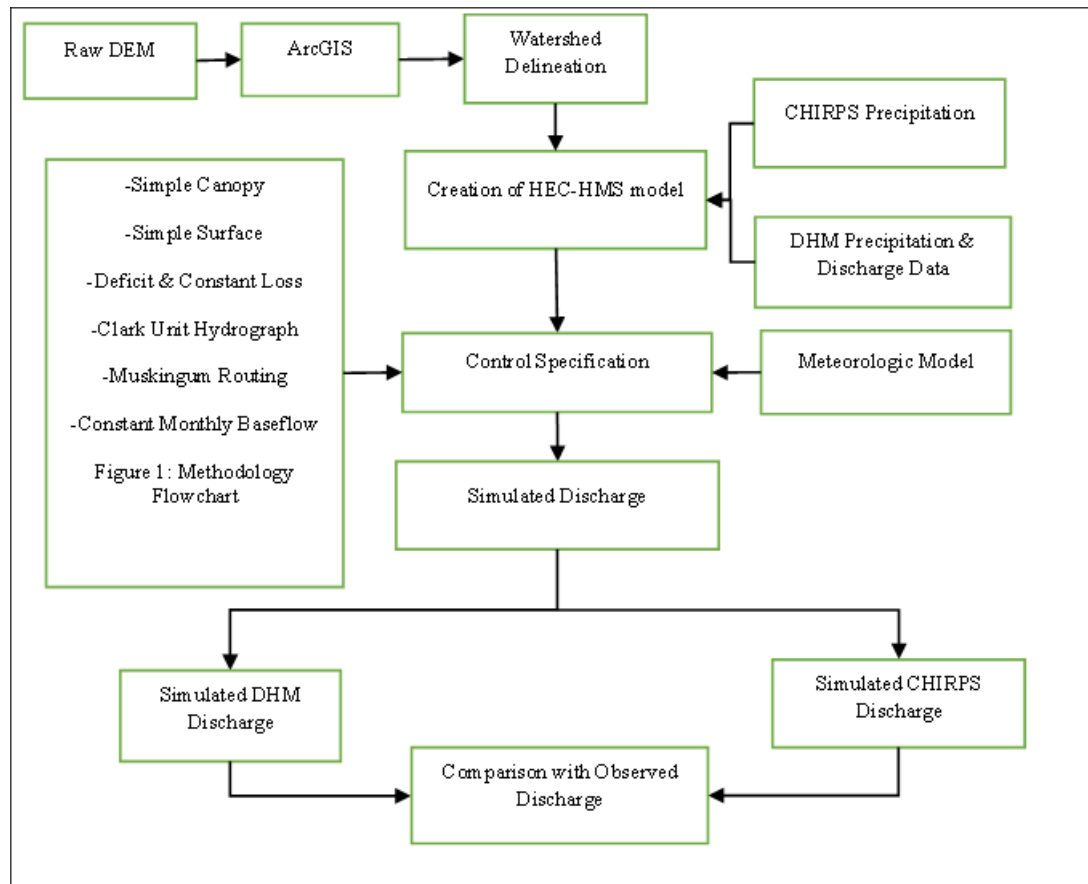 Raw DEM
ArcGIS
Watershed
Delineation
CHIRPS Precipitation
-Simple Canopy
-Simple Surface
-Deficit & Constant Loss
-Clark Unit Hydrograph
-Muskingum Routing
-Constant Monthly Baseflow
Figure 1: Methodology
Flowchart
Creation of HEC-HMS model
DHM Precipitation &
Discharge Data
Control Specification
Meteorologic Model
Simulated Discharge
Simulated DHM
Discharge
Simulated CHIRPS
Discharge
Comparison with Observed
Discharge